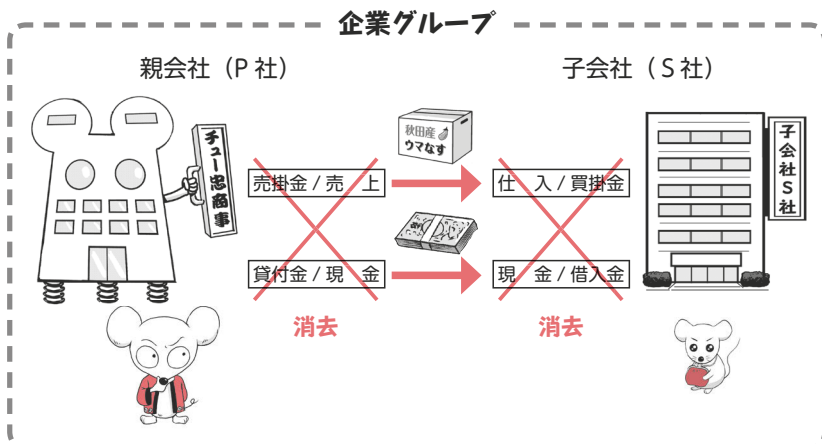 企業グループ
親会社（P 社）
子会社（S 社）
チュー忠商事
秋田産
ウマなす
子会社S社
売掛金 / 売　上
仕　入 / 買掛金
貸付金 / 現　金
現　金 / 借入金
消去
消去